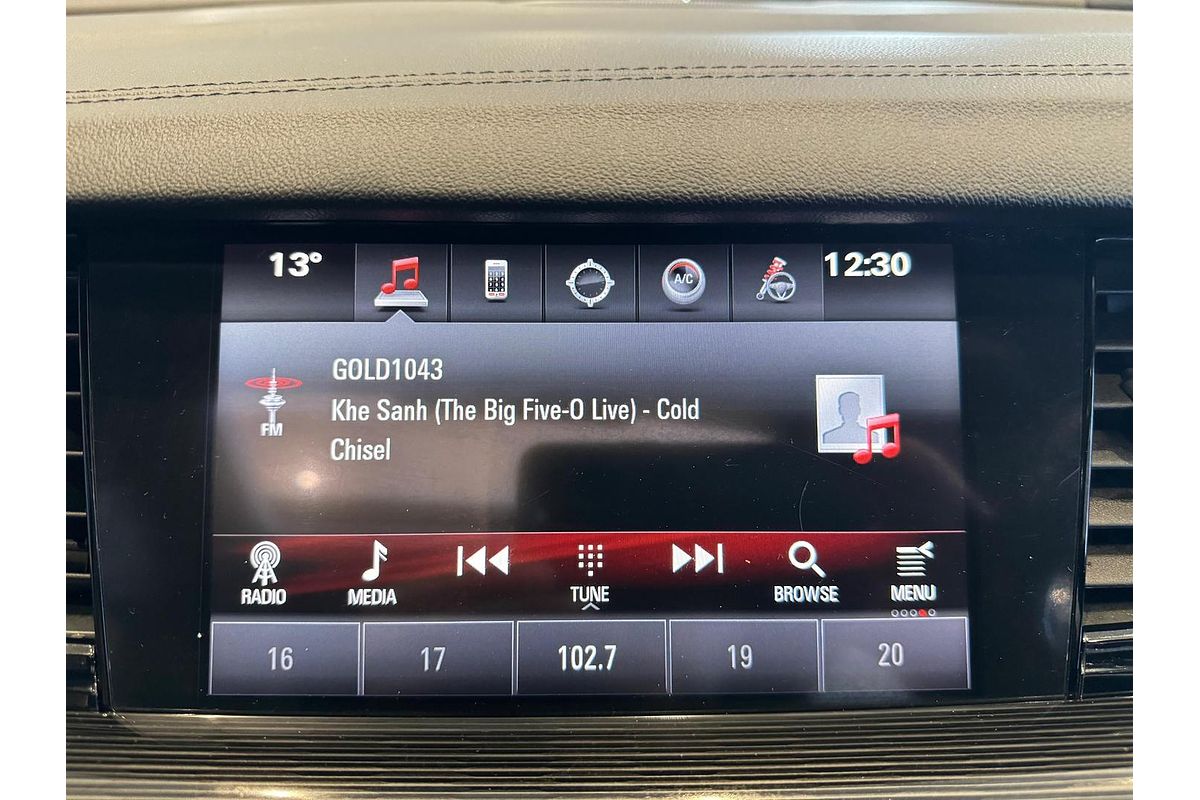 13° 12:30
A/C
GOLD1043
Khe Sanh (The Big Five-O Live) - Cold
Chisel
FM
RADIO MEDIA TUNE BROWSE MENU
16 17 102.7 19 20